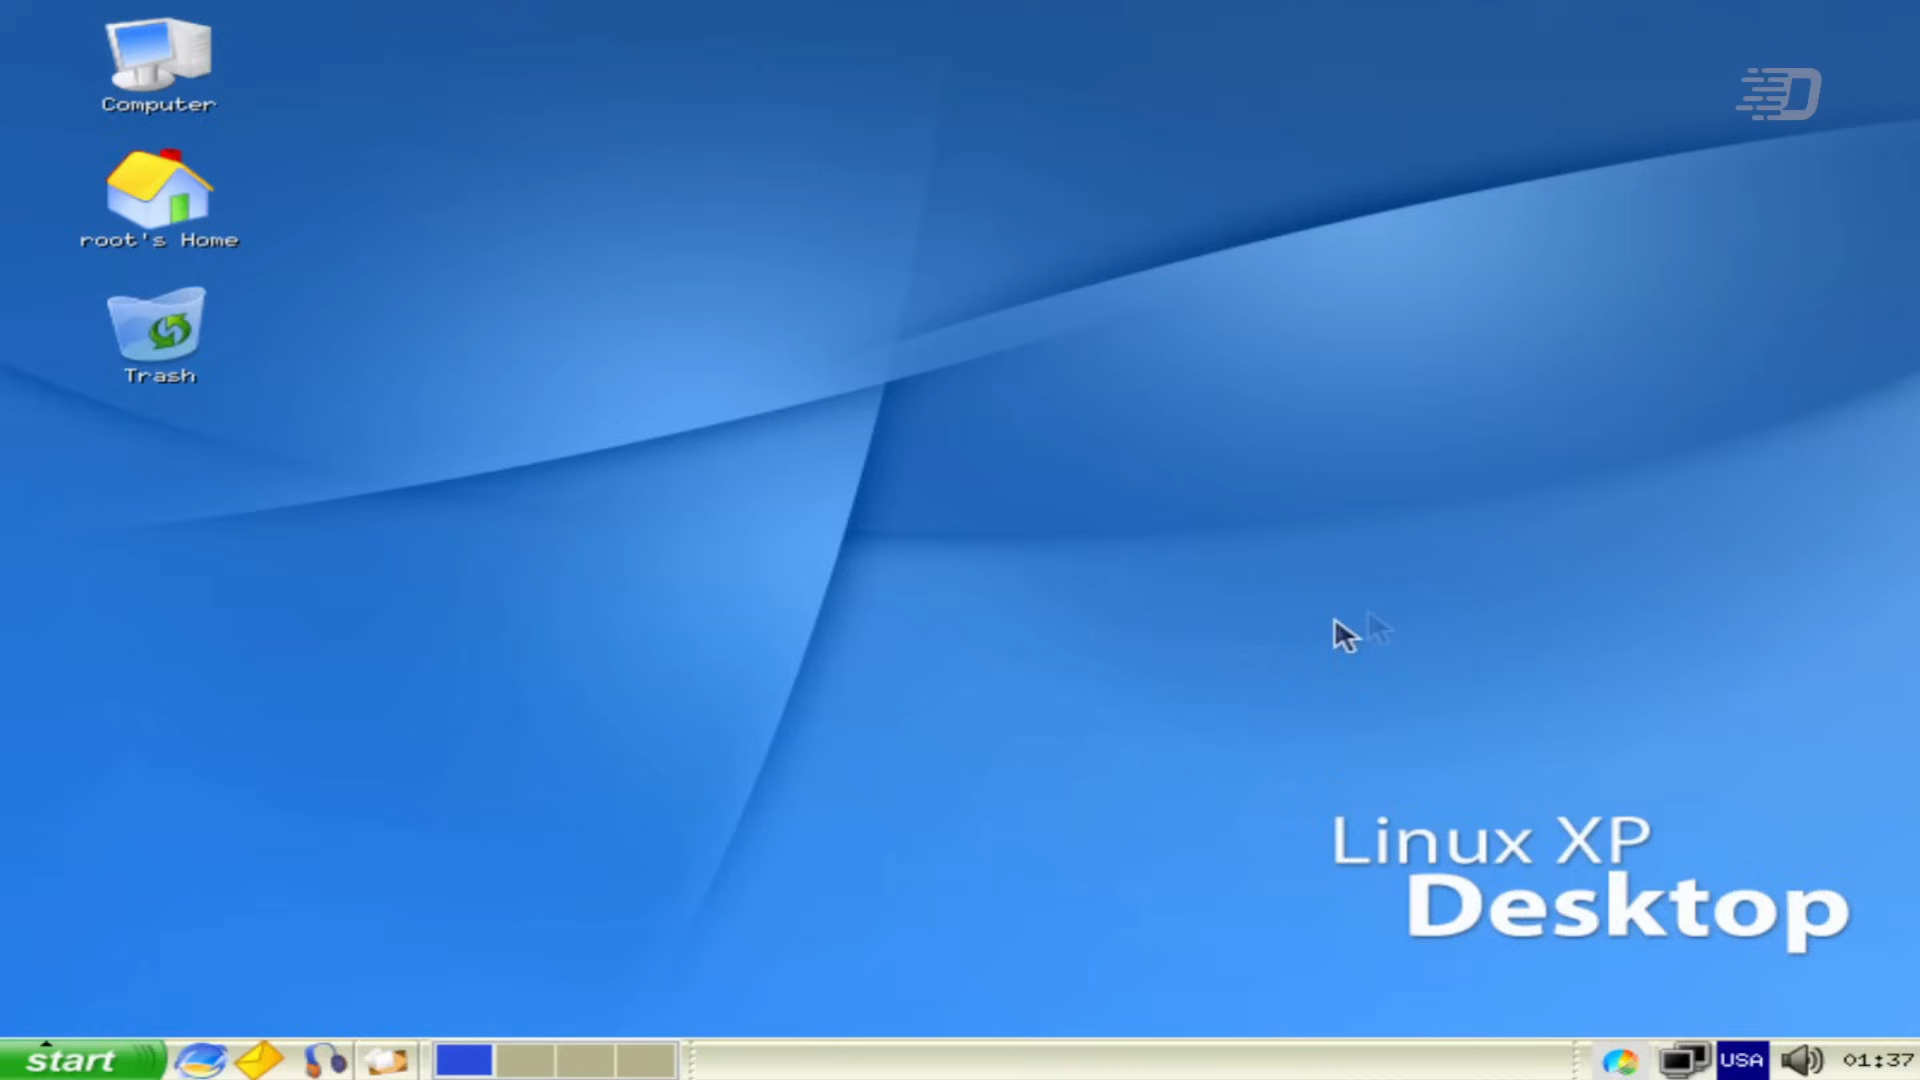 Computer
root's Home
Trash
Linux XP
Desktop
start
USA
01:37